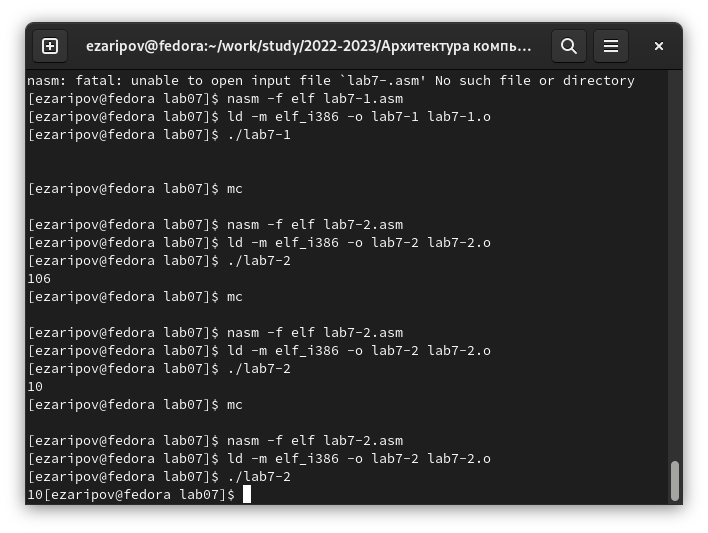 ezaripov@fedora:~/work/study/2022-2023/Архитектура компь...
nasm: fatal: unable to open input file `lab7-.asm' No such file or directory
[ezaripov@fedora lab07]$ nasm -f elf lab7-1.asm
[ezaripov@fedora lab07]$ ld -m elf_i386 -o lab7-1 lab7-1.o
[ezaripov@fedora lab07]$ ./lab7-1
[ezaripov@fedora lab07]$ mc
[ezaripov@fedora lab07]$ nasm -f elf lab7-2.asm
[ezaripov@fedora lab07]$ ld -m elf_i386 -o lab7-2 lab7-2.o
[ezaripov@fedora lab07]$ ./lab7-2
106
[ezaripov@fedora lab07]$ mc
[ezaripov@fedora lab07]$ nasm -f elf lab7-2.asm
[ezaripov@fedora lab07]$ ld -m elf_i386 -o lab7-2 lab7-2.o
[ezaripov@fedora lab07]$ ./lab7-2
10
[ezaripov@fedora lab07]$ mc
[ezaripov@fedora lab07]$ nasm -f elf lab7-2.asm
[ezaripov@fedora lab07]$ ld -m elf_i386 -o lab7-2 lab7-2.o
[ezaripov@fedora lab07]$ ./lab7-2
10[ezaripov@fedora lab07]$